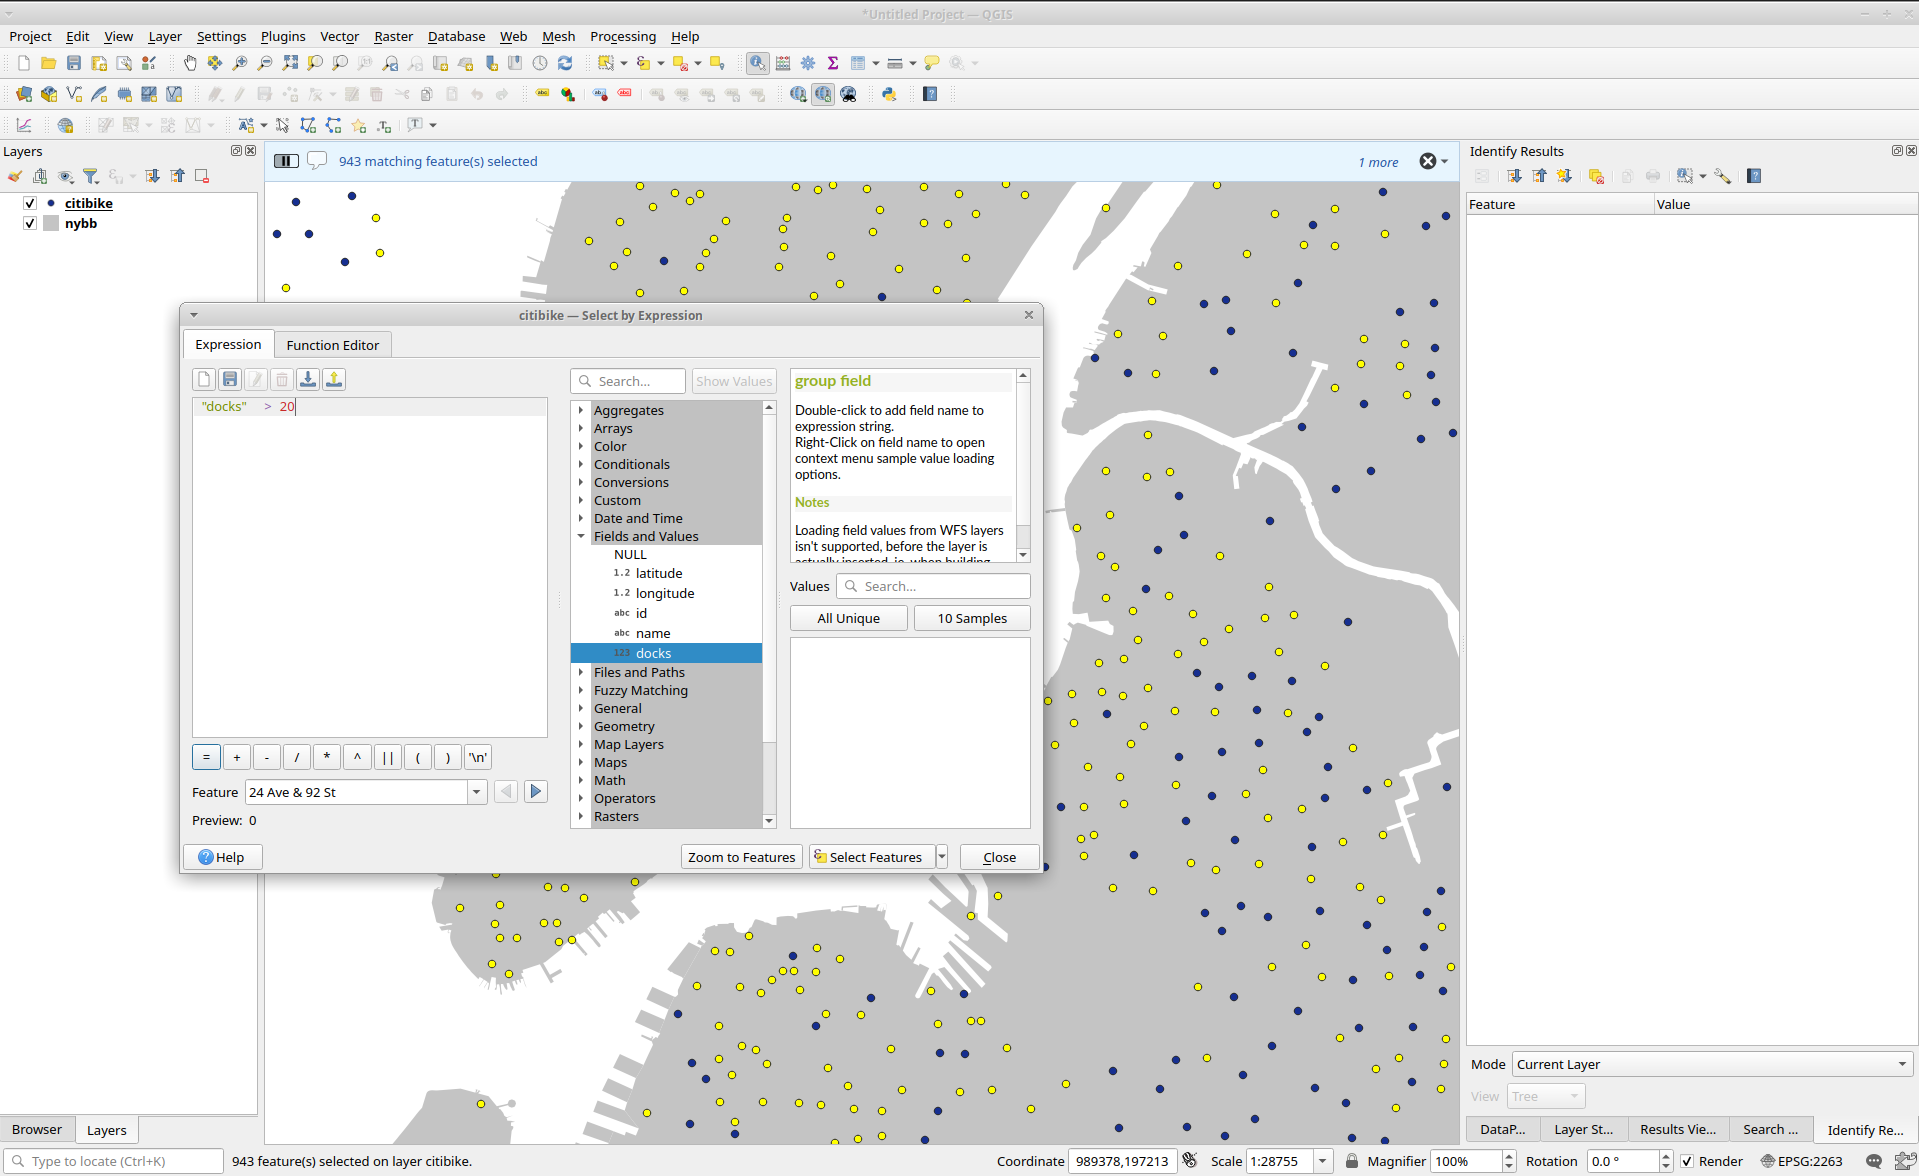 *Untitled Project — QGIS
Project Edit View Layer Settings Plugins Vector Raster Database Web Mesh Processing Help
Layers
943 matching feature(s) selected
1 more
Identify Results
citibike
nybb
Feature Value
citibike — Select by Expression
Expression Function Editor
Search... Show Values
"docks" > 20
Aggregates
Arrays
Color
Conditionals
Conversions
Custom
Date and Time
Fields and Values
NULL
1.2 latitude
1.2 longitude
abc id
abc name
123 docks
Files and Paths
Fuzzy Matching
General
Geometry
Map Layers
Maps
Math
Operators
Rasters
group field
Double-click to add field name to
expression string.
Right-Click on field name to open
context menu sample value loading
options.
Notes
Loading field values from WFS layers
isn't supported, before the layer is
actually inserted, ie. when building
Values Search...
All Unique 10 Samples
= + - / * ^ || ( ) '\n'
Feature 24 Ave & 92 St
Preview: 0
Help Zoom to Features Select Features Close
Mode Current Layer
View Tree
Browser Layers
DataP... Layer St... Results Vie... Search ... Identify Re...
Type to locate (Ctrl+K) 943 feature(s) selected on layer citibike. Coordinate 989378,197213 Scale 1:28755 Magnifier 100% Rotation 0.0 ° Render EPSG:2263